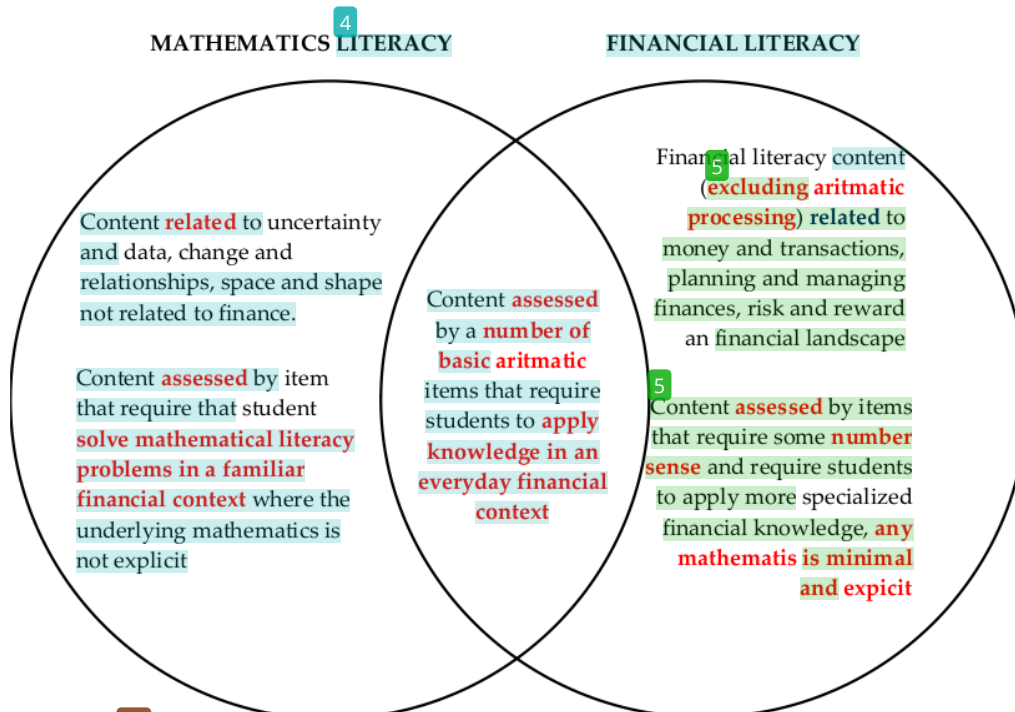 4
MATHEMATICS LITERACY
FINANCIAL LITERACY
Content related to uncertainty
and data, change and
relationships, space and shape
not related to finance.
Content assessed by item
that require that student
solve mathematical literacy
problems in a familiar
financial context where the
underlying mathematics is
not explicit
Content assessed
by a number of
basic aritmatic
items that require
students to apply
knowledge in an
everyday financial
context
Financial literacy content
5
(excluding aritmatic
processing) related to
money and transactions,
planning and managing
finances, risk and reward
an financial landscape
5
Content assessed by items
that require some number
sense and require students
to apply more specialized
financial knowledge, any
mathematis is minimal
and expicit